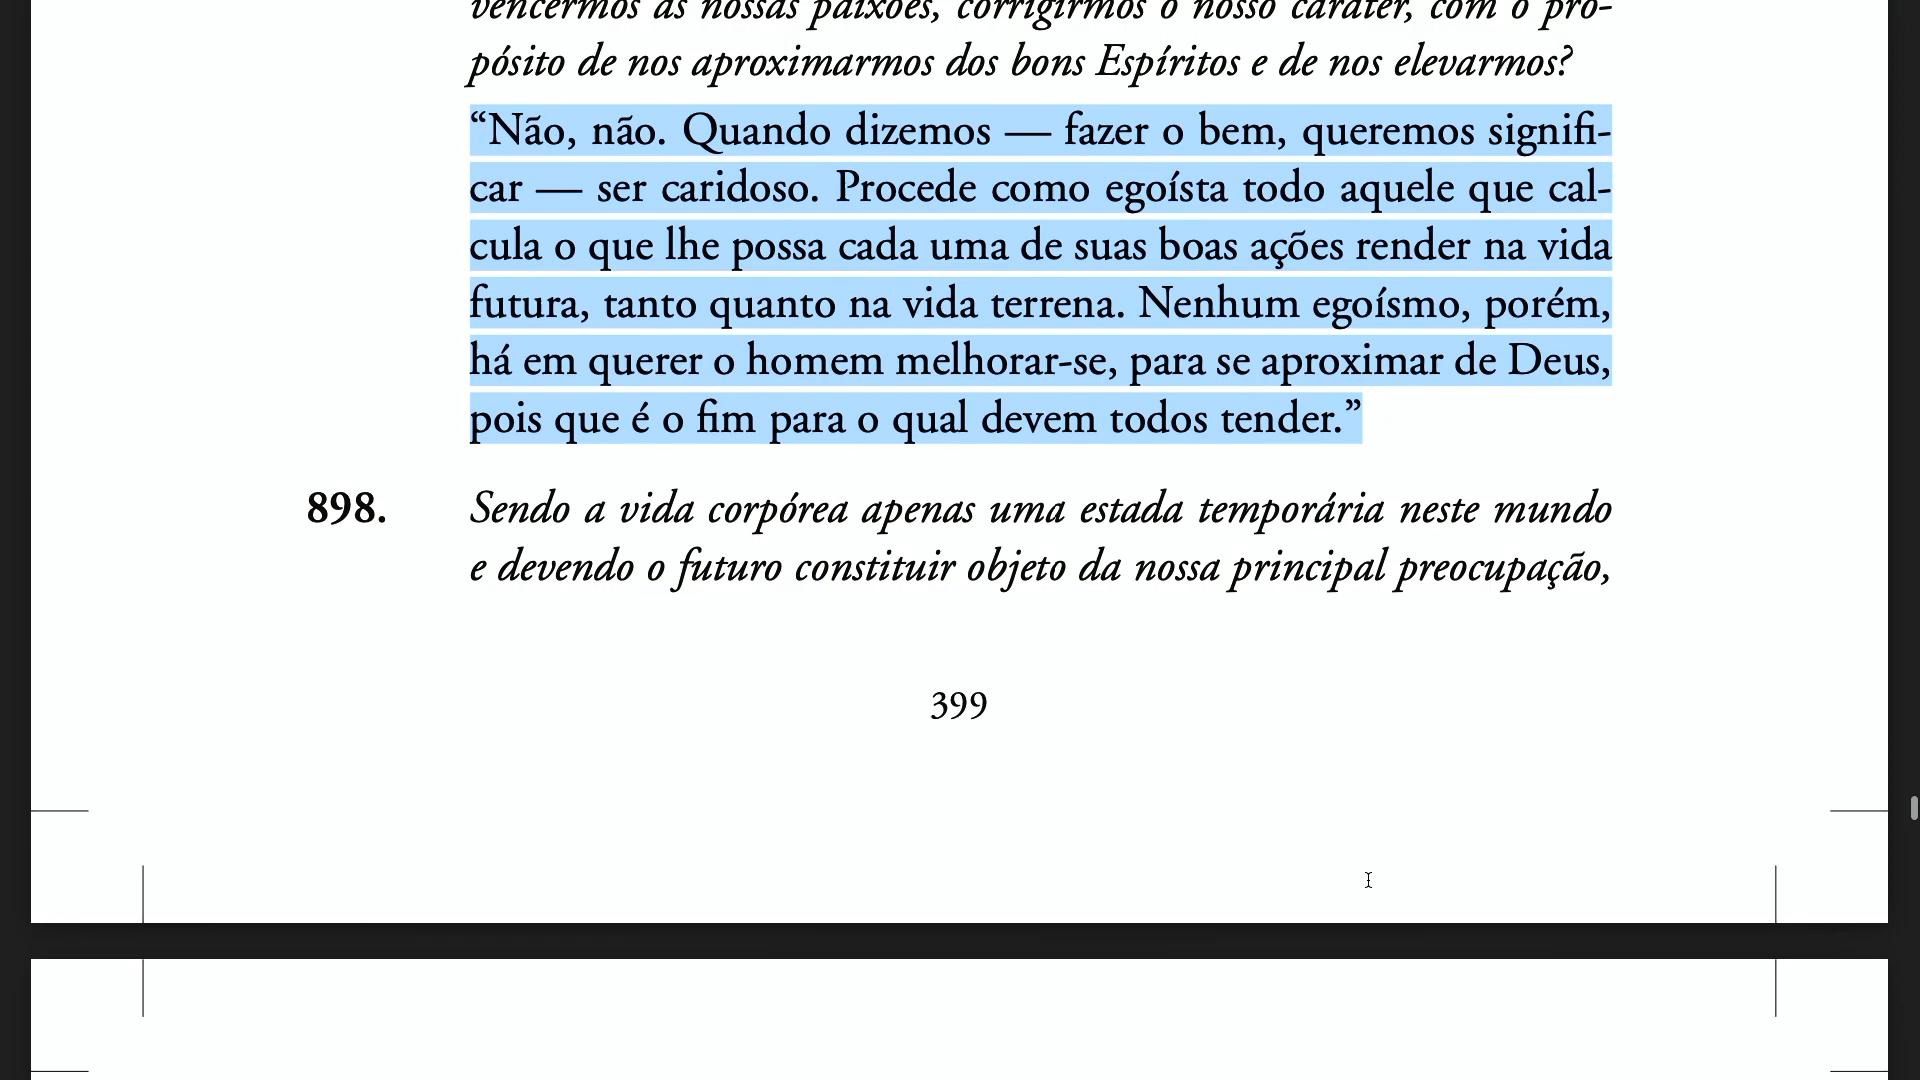 vencermos as nossas paixões, corrigirmos o nosso caráter, com o pro-
pósito de nos aproximarmos dos bons Espíritos e de nos elevarmos?
“Não, não. Quando dizemos — fazer o bem, queremos signifi-
car — ser caridoso. Procede como egoísta todo aquele que cal-
cula o que lhe possa cada uma de suas boas ações render na vida
futura, tanto quanto na vida terrena. Nenhum egoísmo, porém,
há em querer o homem melhorar-se, para se aproximar de Deus,
pois que é o fim para o qual devem todos tender.”
898. Sendo a vida corpórea apenas uma estada temporária neste mundo
e devendo o futuro constituir objeto da nossa principal preocupação,
399